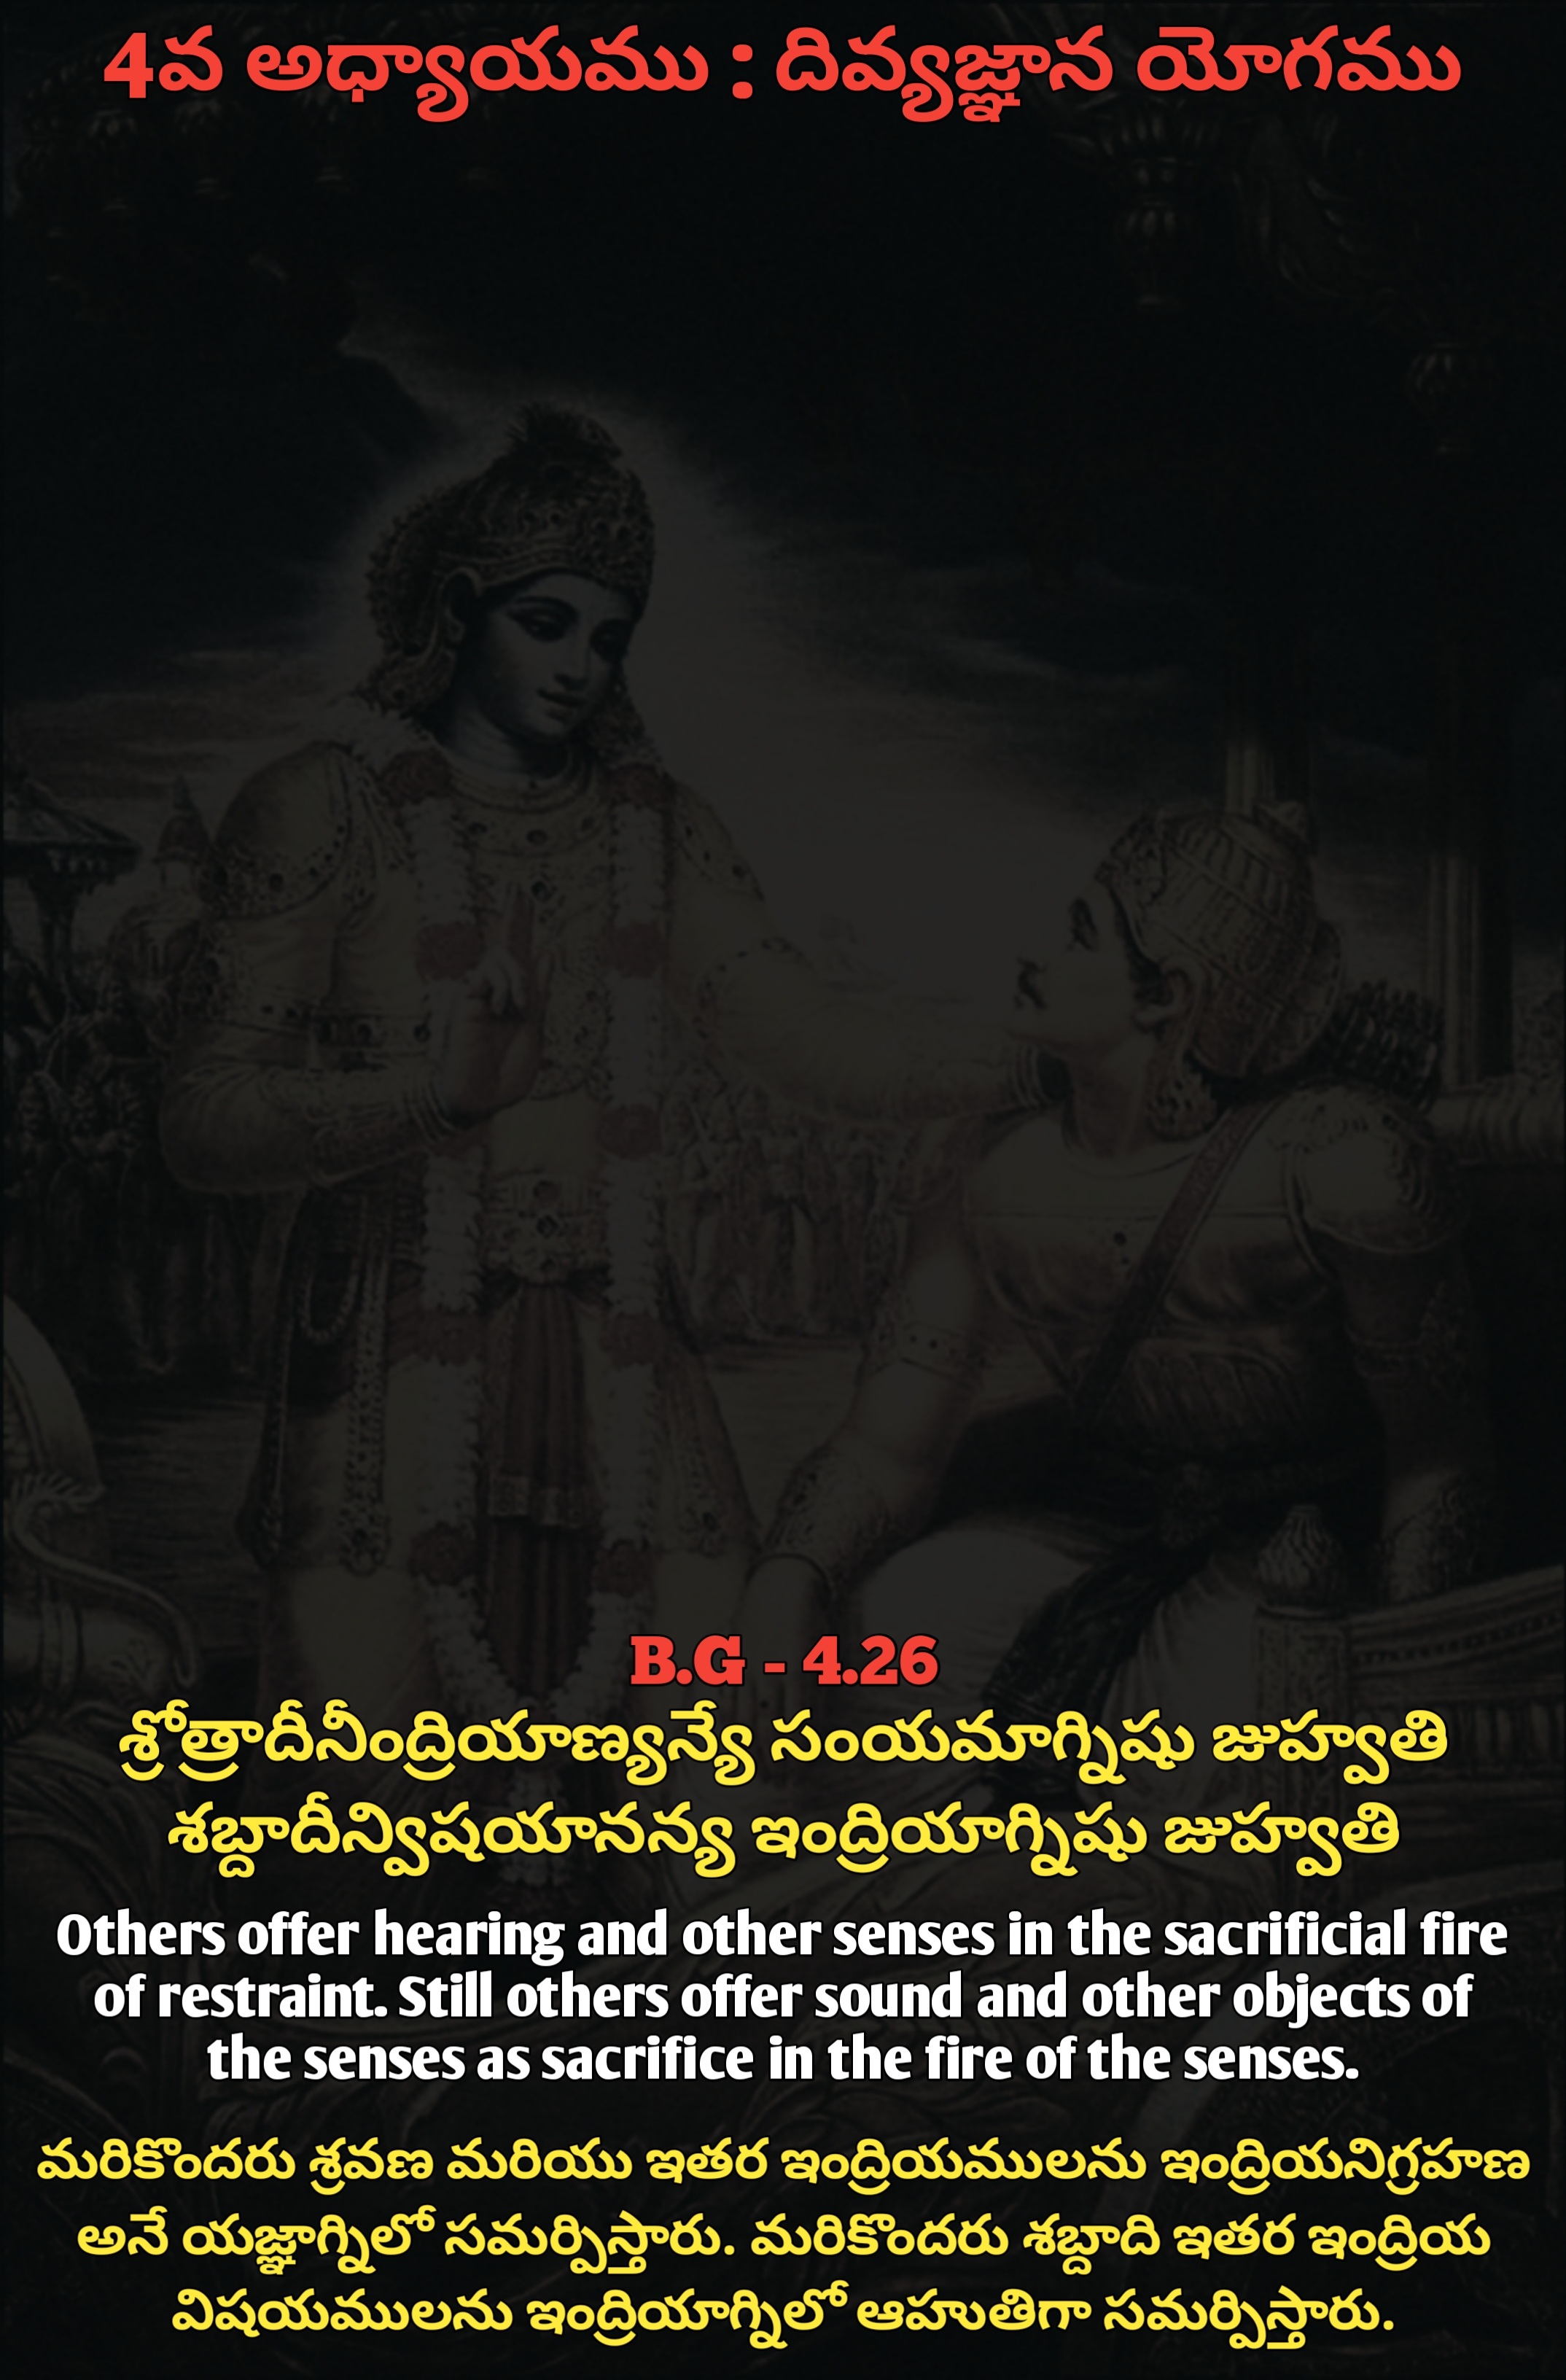 4వ అధ్యాయము : దివ్యజ్ఞాన యోగము
B.G - 4.26
శ్రోత్రాదీనీంద్రియాణ్యన్యే సంయమాగ్నిషు జుహ్వతి
శబ్దాదీన్విషయానన్య ఇంద్రియాగ్నిషు జుహ్వతి
Others offer hearing and other senses in the sacrificial fire
of restraint. Still others offer sound and other objects of
the senses as sacrifice in the fire of the senses.
మరికొందరు శ్రవణ మరియు ఇతర ఇంద్రియములను ఇంద్రియనిగ్రహణ
అనే యజ్ఞాగ్నిలో సమర్పిస్తారు. మరికొందరు శబ్దాది ఇతర ఇంద్రియ
విషయములను ఇంద్రియాగ్నిలో ఆహుతిగా సమర్పిస్తారు.